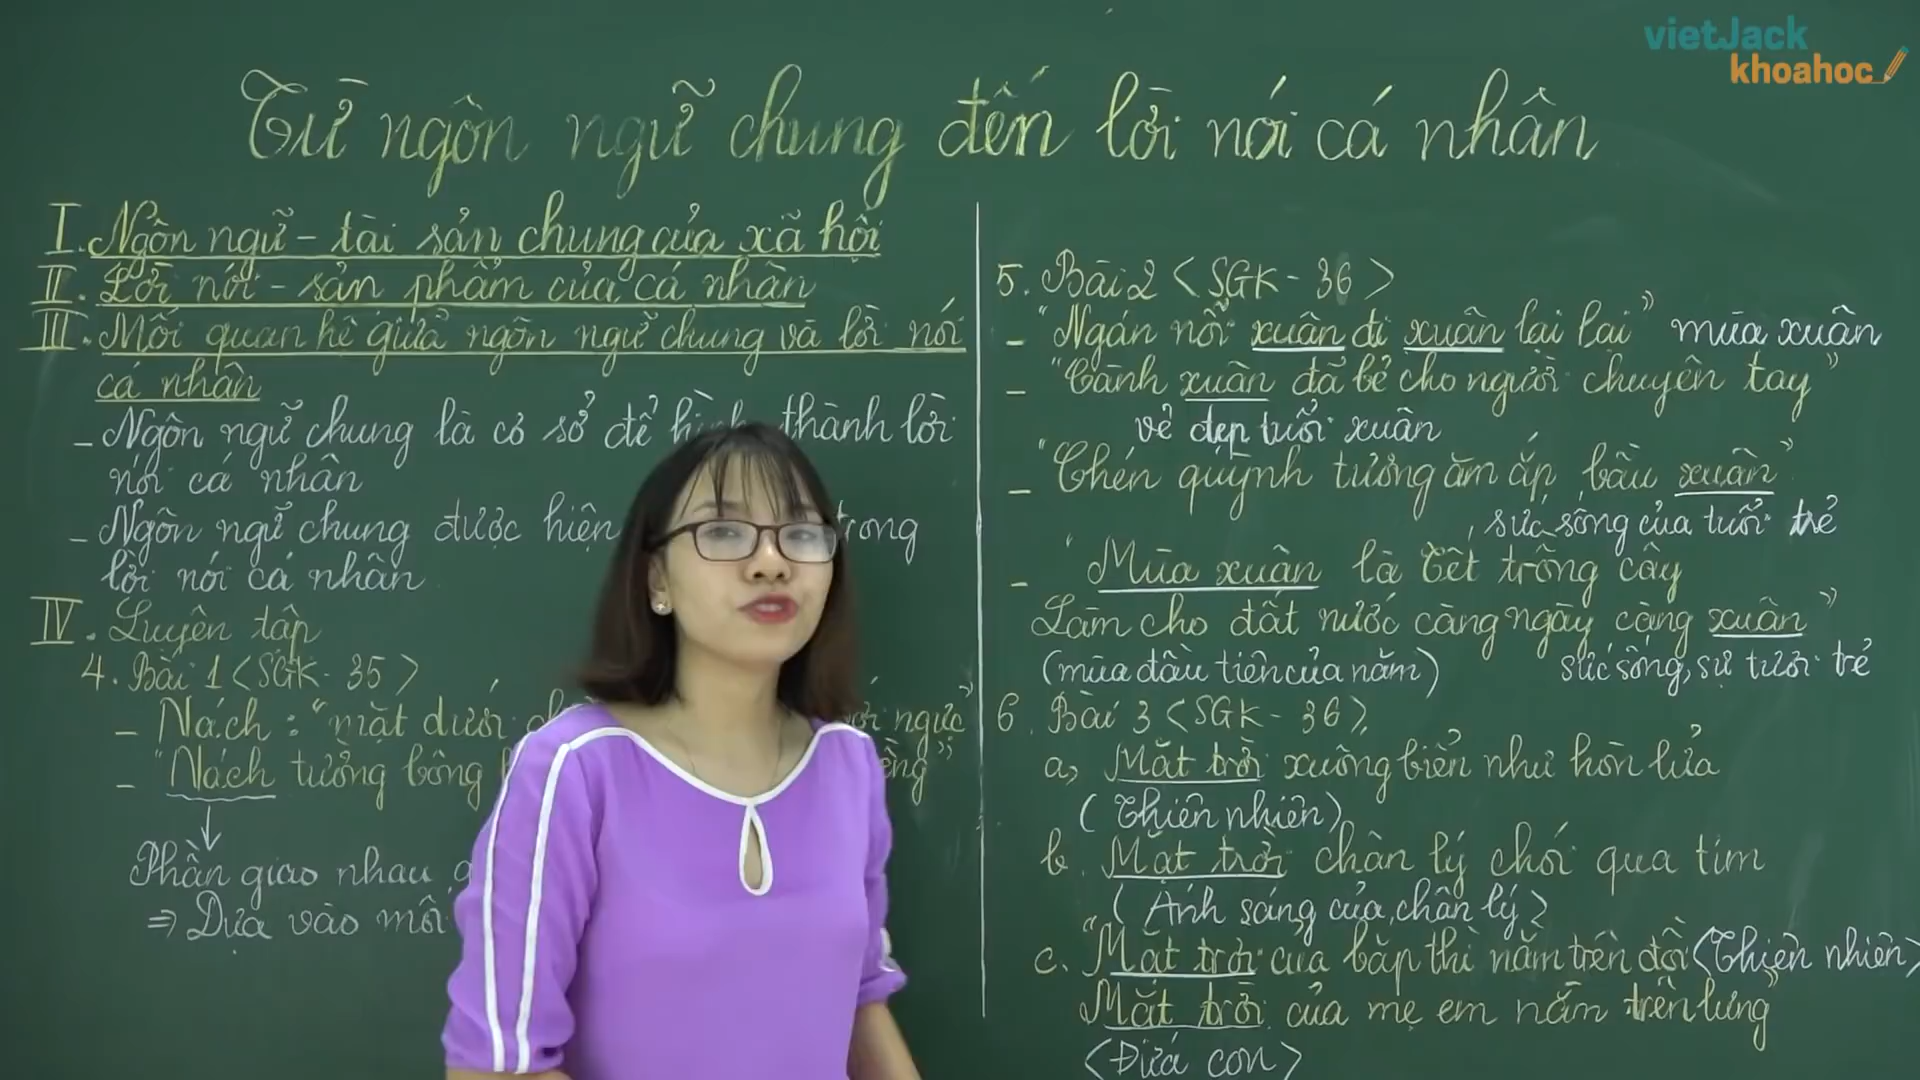 vietJack
khoahoc
Từ ngôn ngữ chung đến lời nói cá nhân
I. Ngôn ngữ - tài sản chung của xã hội
II. Lời nói - sản phẩm của cá nhân
III. Mối quan hệ giữa ngôn ngữ chung và lời nói
cá nhân
- Ngôn ngữ chung là cơ sở để hình thành lời
nói cá nhân
- Ngôn ngữ chung được hiện trong
lời nói cá nhân
IV. Luyện tập
4. Bài 1 <SGK - 35>
- Nách: "mặt dưới ngực"
- "Nách tường bông
Phần giao nhau
⇒ Dựa vào mối
5. Bài 2 <SGK - 36>
- "Ngán nỗi xuân đi xuân lại lại" mùa xuân
- "Cành xuân đã bẻ cho người chuyên tay"
vẻ đẹp tuổi xuân
- "Chén quỳnh tương ăm ắp bầu xuân"
sức sống của tuổi trẻ
- "Mùa xuân là Tết trồng cây
Làm cho đất nước càng ngày càng xuân"
(mùa đầu tiên của năm) sức sống, sự tươi trẻ
6. Bài 3 <SGK - 36>
a, Mặt trời xuống biển như hòn lửa
(Thiên nhiên)
b. Mặt trời chân lý chói qua tim
(Ánh sáng của chân lý)
c. "Mặt trời của bắp thì nằm trên đồi <Thiên nhiên>
Mặt trời của mẹ em nằm trên lưng"
<Đứa con>